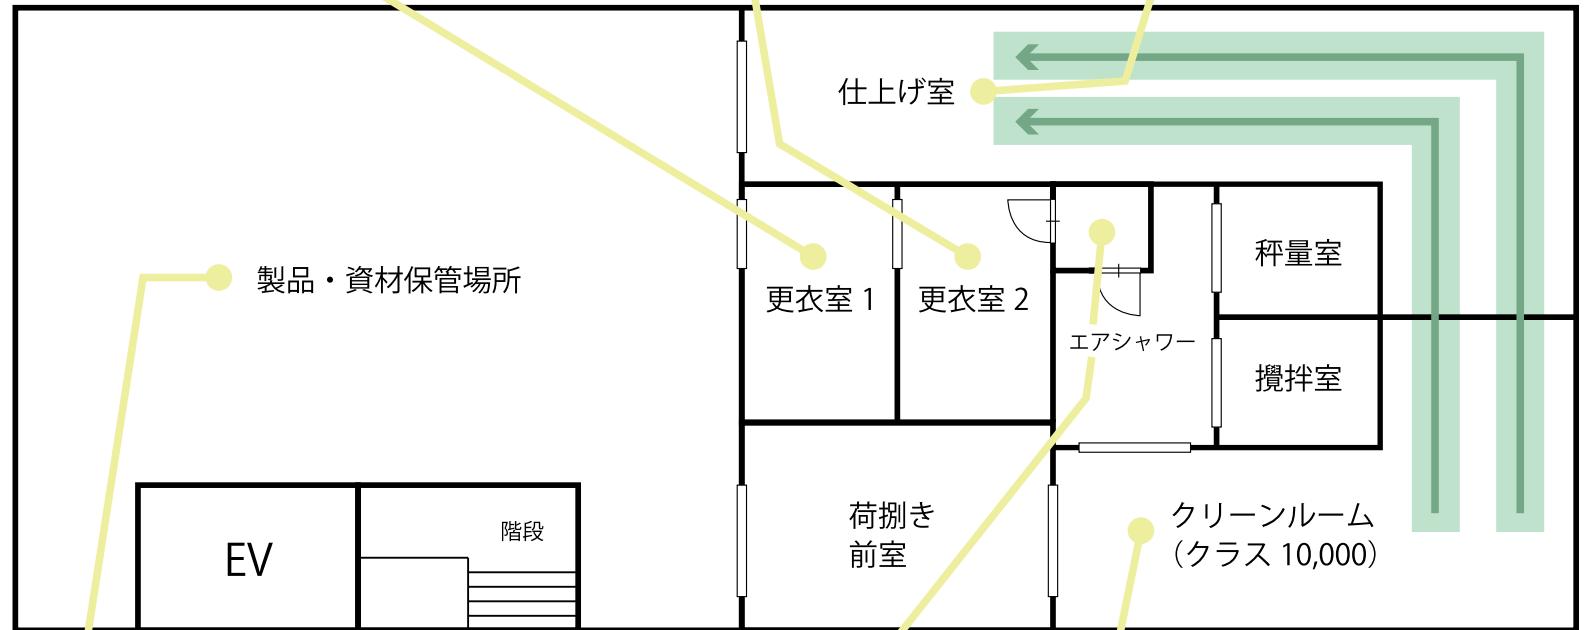 仕上げ室
製品・資材保管場所
更衣室 1
更衣室 2
エアシャワー
秤量室
攪拌室
EV
階段
荷捌き
前室
クリーンルーム
（クラス 10,000）